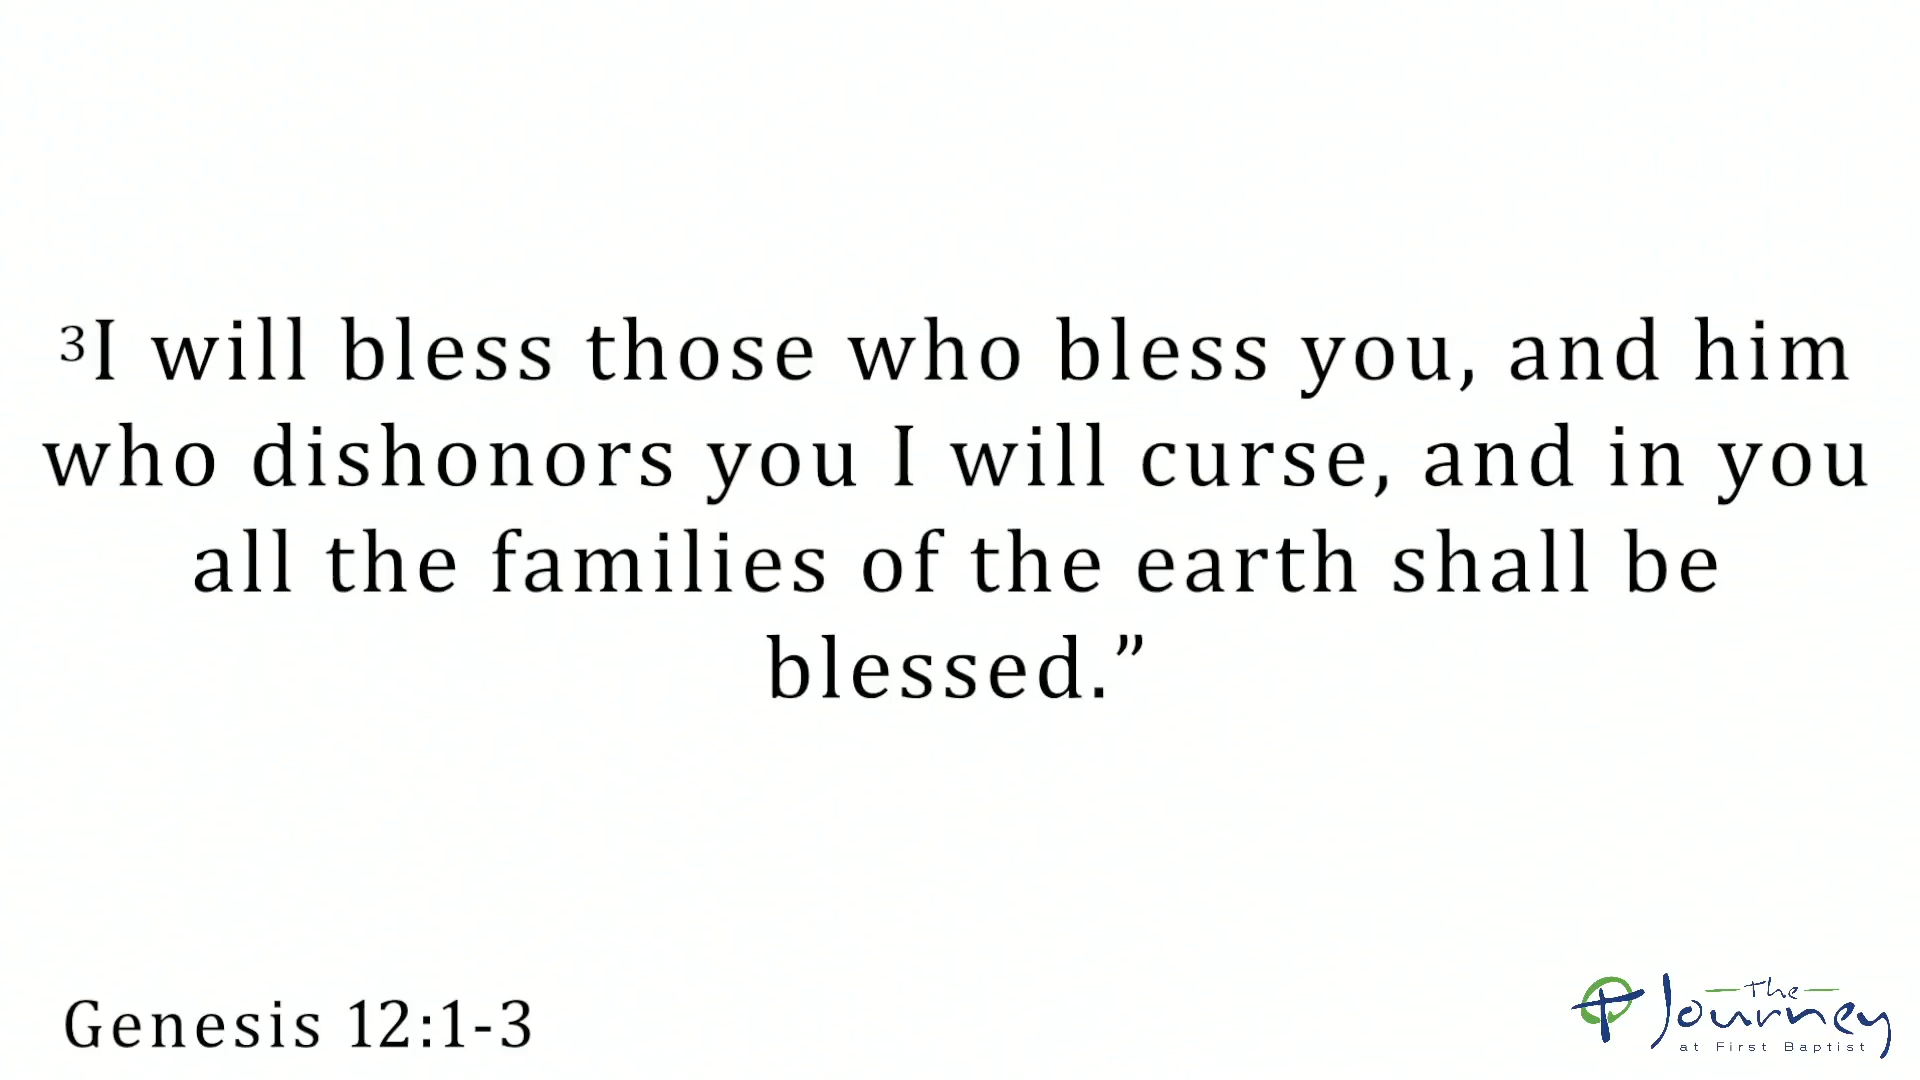 ³I will bless those who bless you, and him
who dishonors you I will curse, and in you
all the families of the earth shall be
blessed.”
Genesis 12:1-3
The
Journey
at First Baptist